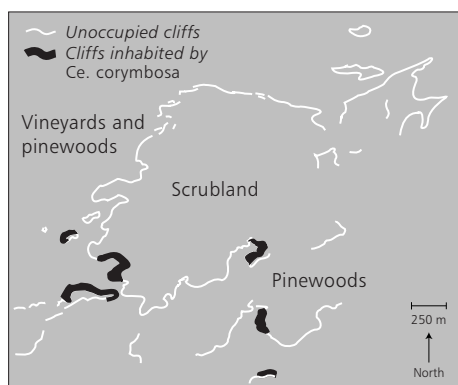 Unoccupied cliffs
Cliffs inhabited by
Ce. corymbosa
Vineyards and
pinewoods
Scrubland
Pinewoods
250 m
North